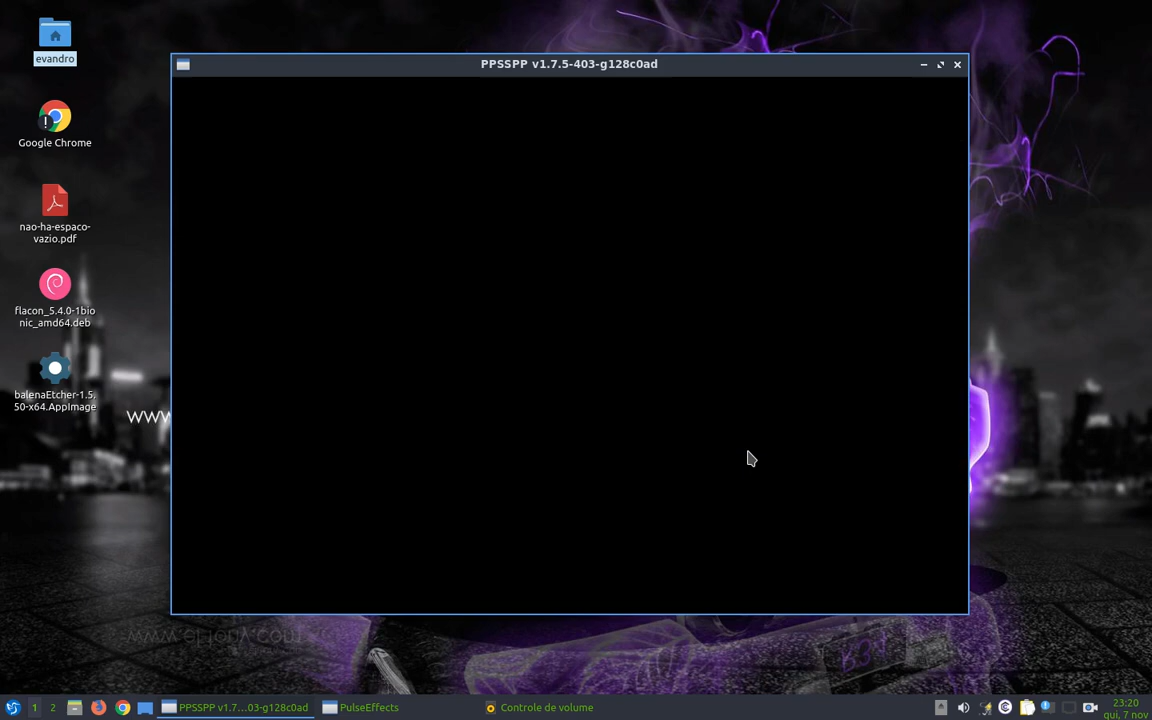 PPSSPP v1.7.5-403-g128c0ad
evandro
Google Chrome
nao-ha-espaco-
vazio.pdf
flacon_5.4.0-1bio
nic_amd64.deb
balenaEtcher-1.5.
50-x64.AppImage
WWW
1
2
PPSSPP v1.7...03-g128c0ad
PulseEffects
Controle de volume
23:20
qui, 7 nov